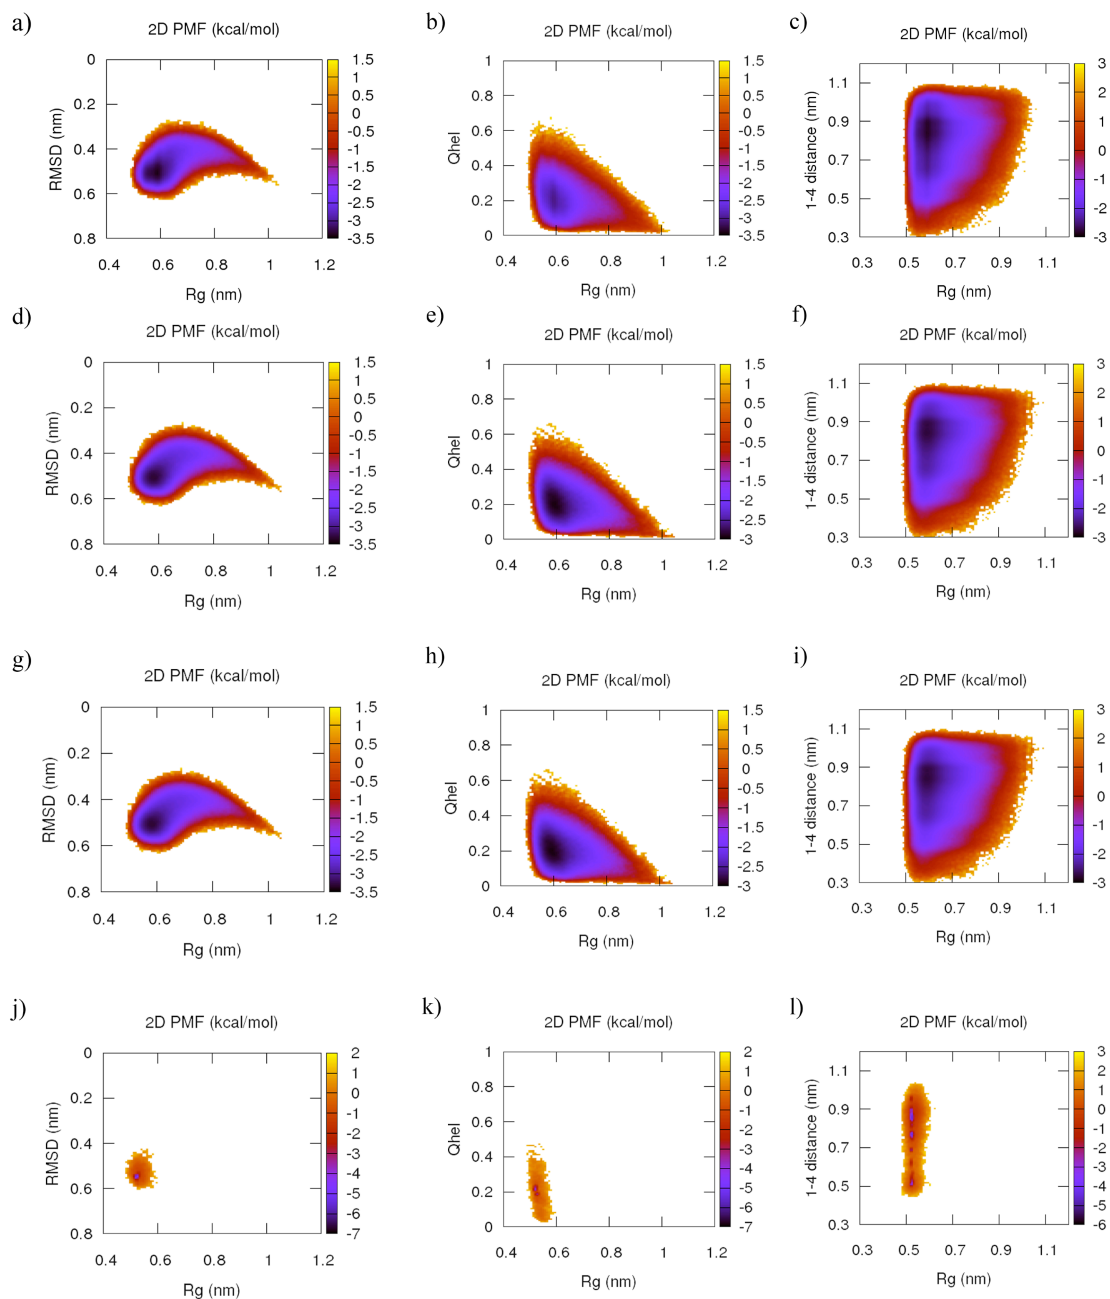 a)
2D PMF (kcal/mol)
RMSD (nm)
0
0.2
0.4
0.6
0.8
0.4 0.6 0.8 1 1.2
Rg (nm)
1.5
1
0.5
0
-0.5
-1
-1.5
-2
-2.5
-3
-3.5
b)
2D PMF (kcal/mol)
Qhel
1
0.8
0.6
0.4
0.2
0
0.4 0.6 0.8 1 1.2
Rg (nm)
1.5
1
0.5
0
-0.5
-1
-1.5
-2
-2.5
-3
-3.5
c)
2D PMF (kcal/mol)
1-4 distance (nm)
1.1
0.9
0.7
0.5
0.3
0.3 0.5 0.7 0.9 1.1
Rg (nm)
3
2
1
0
-1
-2
-3
d)
2D PMF (kcal/mol)
RMSD (nm)
0
0.2
0.4
0.6
0.8
0.4 0.6 0.8 1 1.2
Rg (nm)
1.5
1
0.5
0
-0.5
-1
-1.5
-2
-2.5
-3
-3.5
e)
2D PMF (kcal/mol)
Qhel
1
0.8
0.6
0.4
0.2
0
0.4 0.6 0.8 1 1.2
Rg (nm)
1.5
1
0.5
0
-0.5
-1
-1.5
-2
-2.5
-3
f)
2D PMF (kcal/mol)
1-4 distance (nm)
1.1
0.9
0.7
0.5
0.3
0.3 0.5 0.7 0.9 1.1
Rg (nm)
3
2
1
0
-1
-2
-3
g)
2D PMF (kcal/mol)
RMSD (nm)
0
0.2
0.4
0.6
0.8
0.4 0.6 0.8 1 1.2
Rg (nm)
1.5
1
0.5
0
-0.5
-1
-1.5
-2
-2.5
-3
-3.5
h)
2D PMF (kcal/mol)
Qhel
1
0.8
0.6
0.4
0.2
0
0.4 0.6 0.8 1 1.2
Rg (nm)
1.5
1
0.5
0
-0.5
-1
-1.5
-2
-2.5
-3
i)
2D PMF (kcal/mol)
1-4 distance (nm)
1.1
0.9
0.7
0.5
0.3
0.3 0.5 0.7 0.9 1.1
Rg (nm)
3
2
1
0
-1
-2
-3
j)
2D PMF (kcal/mol)
RMSD (nm)
0
0.2
0.4
0.6
0.8
0.4 0.6 0.8 1 1.2
Rg (nm)
2
1
0
-1
-2
-3
-4
-5
-6
-7
k)
2D PMF (kcal/mol)
Qhel
1
0.8
0.6
0.4
0.2
0
0.4 0.6 0.8 1 1.2
Rg (nm)
2
1
0
-1
-2
-3
-4
-5
-6
-7
l)
2D PMF (kcal/mol)
1-4 distance (nm)
1.1
0.9
0.7
0.5
0.3
0.3 0.5 0.7 0.9 1.1
Rg (nm)
3
2
1
0
-1
-2
-3
-4
-5
-6